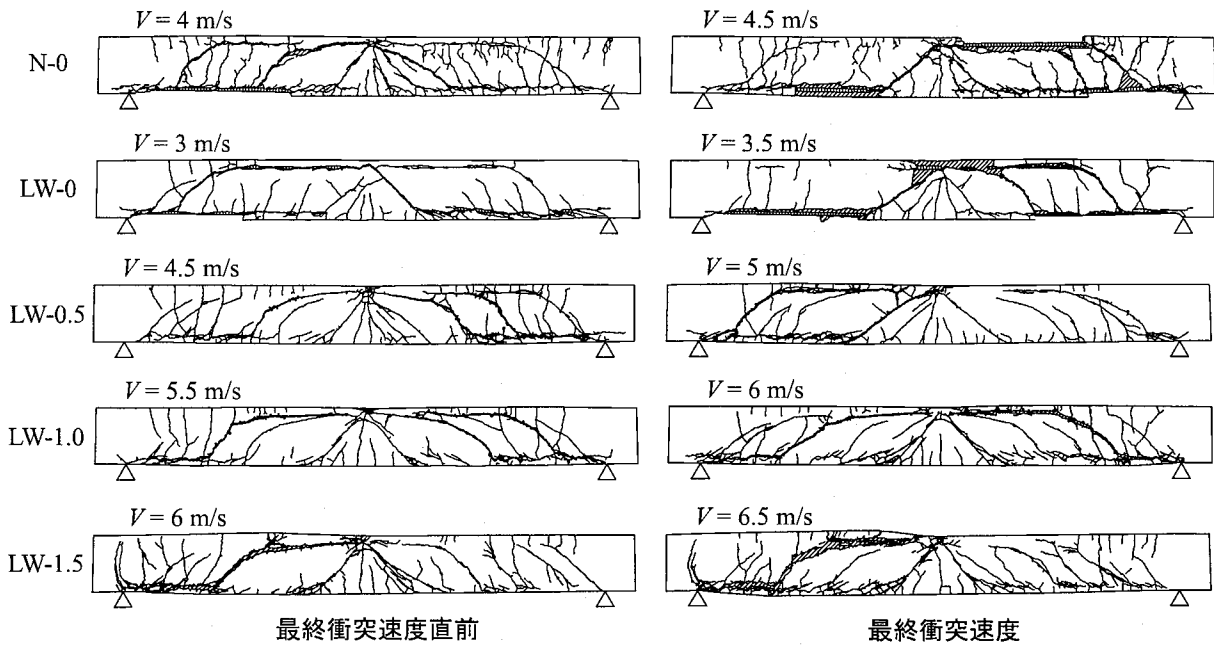 V = 4 m/s
V = 4.5 m/s
N-0
V = 3 m/s
V = 3.5 m/s
LW-0
V = 4.5 m/s
V = 5 m/s
LW-0.5
V = 5.5 m/s
V = 6 m/s
LW-1.0
V = 6 m/s
V = 6.5 m/s
LW-1.5
最終衝突速度直前
最終衝突速度